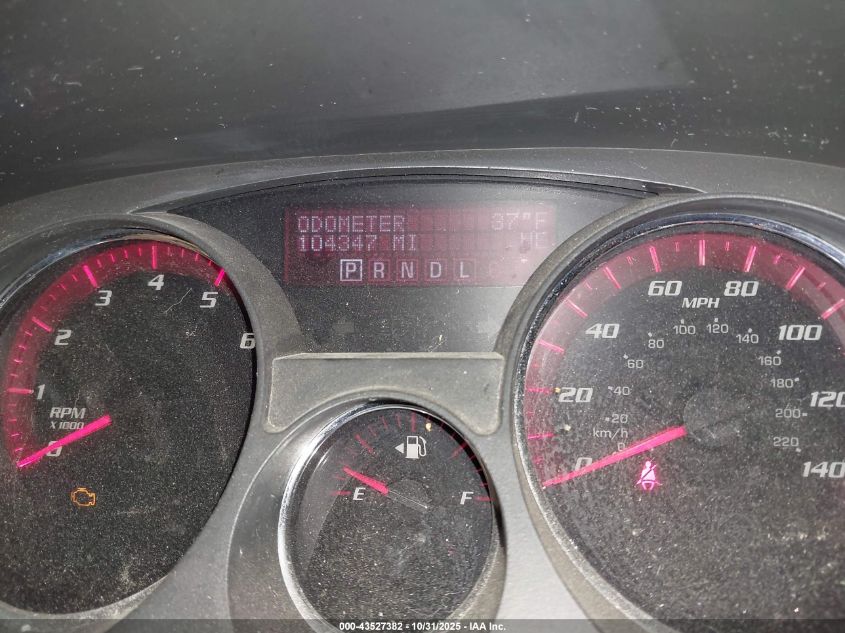 ODOMETER 37°F
104347 MI
P R N D L
0 1 2 3 4 5 6
RPM
X1000
E F
0 20 40 60 80 100 120 140
MPH
0 20 40 60 80 100 120 140 160 180 200 220
km/h
000-43527382 - 10/31/2025 - IAA Inc.